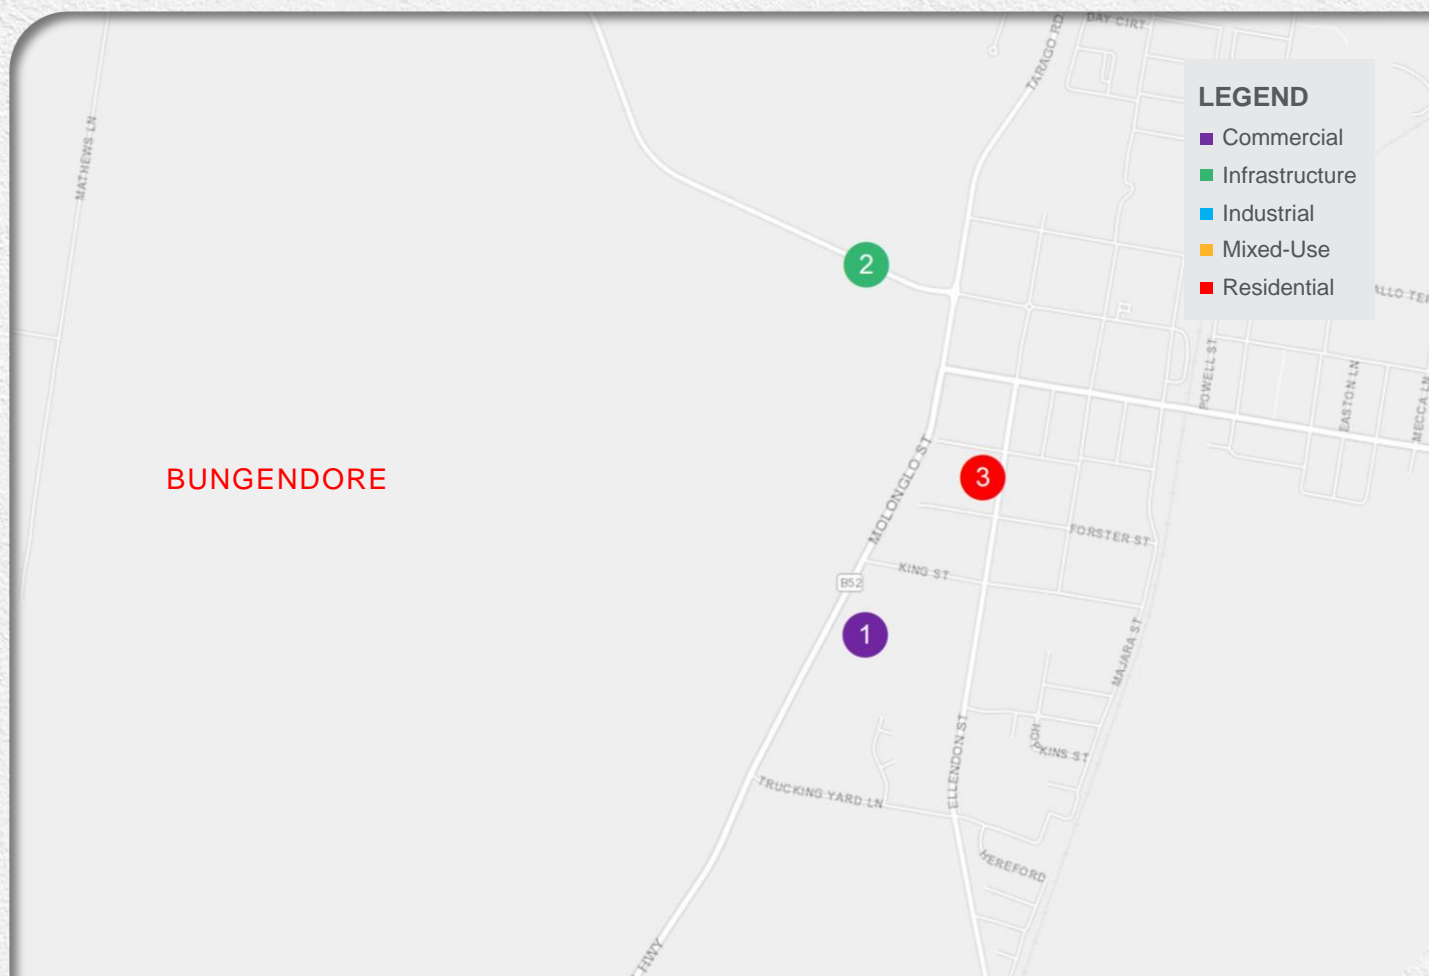 DAY CIRT
TARAGO RD
MATHEWS LN
LEGEND
Commercial
Infrastructure
Industrial
Mixed-Use
Residential
2
POWELL ST
EASTON LN
MECCA LN
BUNGENDORE
MOLONGLO ST
3
FORSTER ST
KING ST
B52
1
MAJARA ST
ELLENDON ST
TRUCKING YARD LN
HEREFORD
HWY